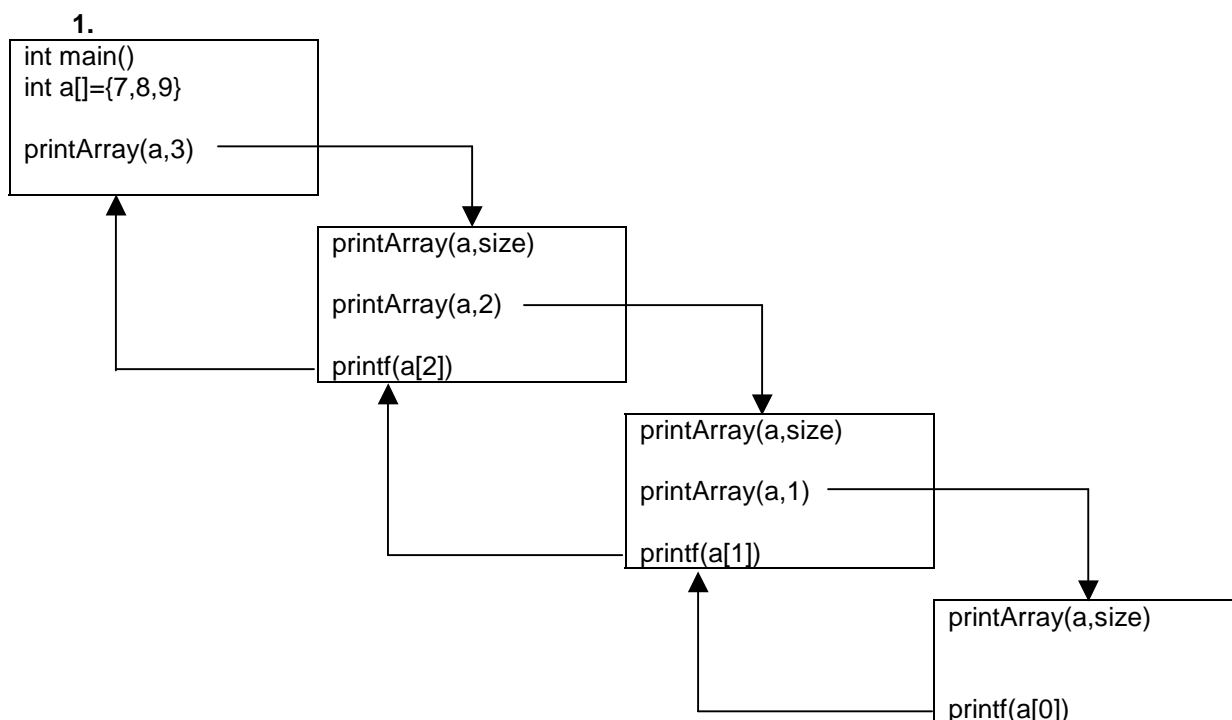 1.
int main()
int a[]={7,8,9}
printArray(a,3)
printArray(a,size)
printArray(a,2)
printf(a[2])
printArray(a,size)
printArray(a,1)
printf(a[1])
printArray(a,size)
printf(a[0])